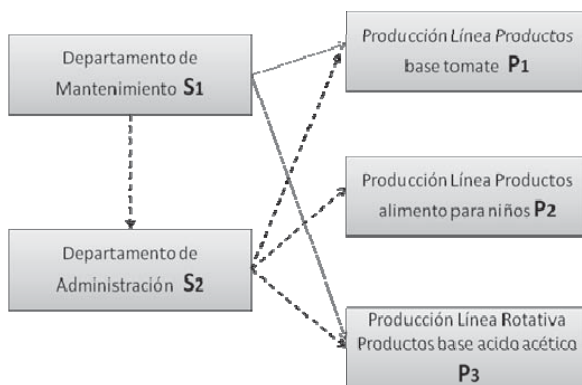 Departamento de
Mantenimiento S1
Departamento de
Administración S2
Producción Línea Productos
base tomate P1
Producción Línea Productos
alimento para niños P2
Producción Línea Rotativa
Productos base acido acético
P3